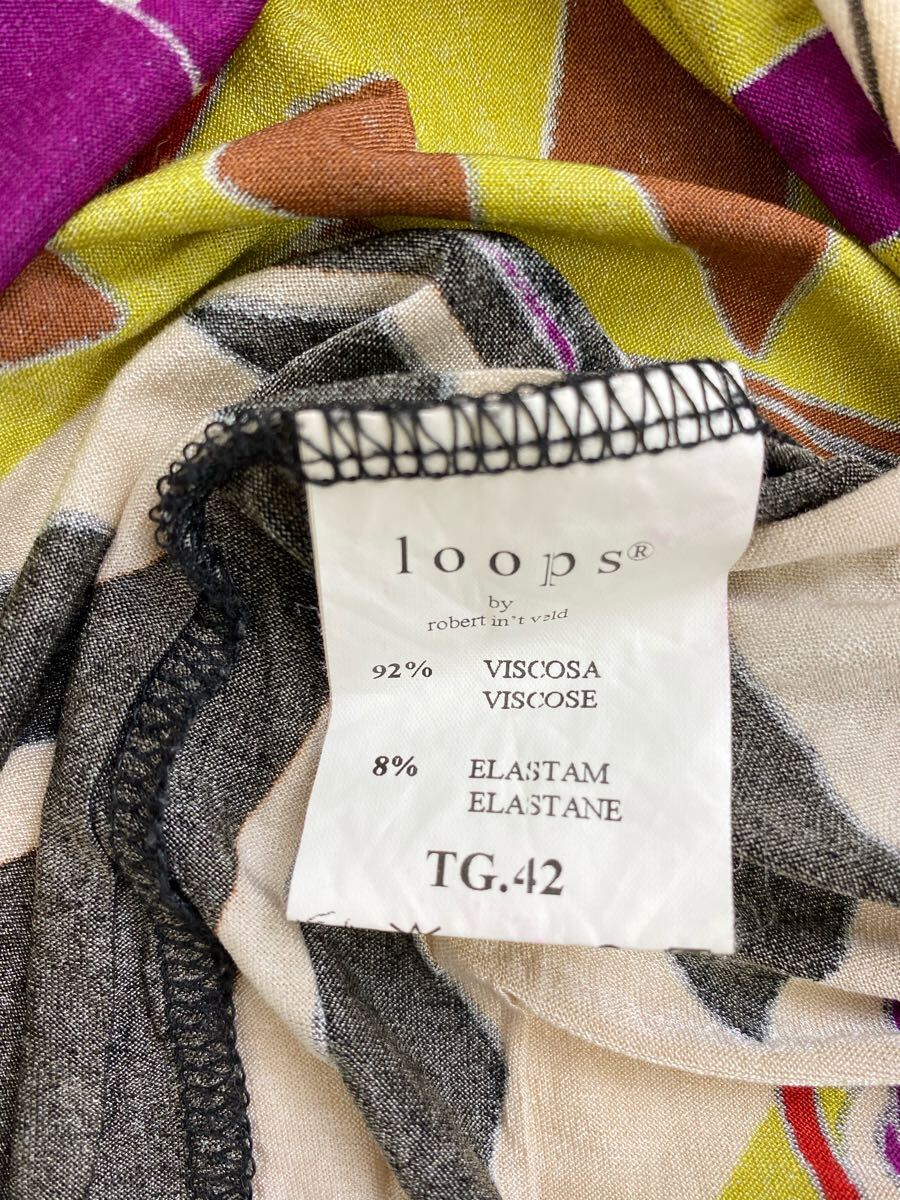 loops®
by
robert in't veld
92% VISCOSA
VISCOSE
8% ELASTAM
ELASTANE
TG.42